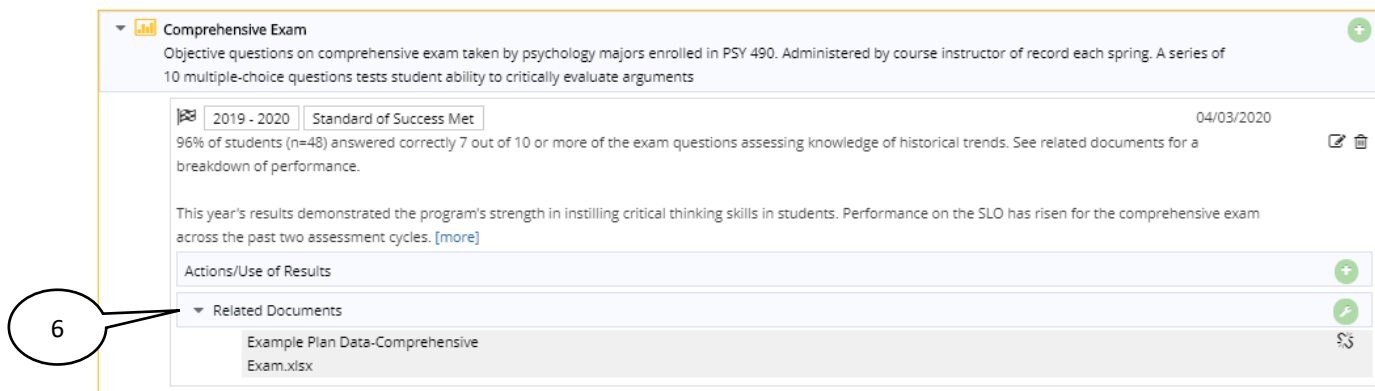 Comprehensive Exam
Objective questions on comprehensive exam taken by psychology majors enrolled in PSY 490. Administered by course instructor of record each spring. A series of
10 multiple-choice questions tests student ability to critically evaluate arguments
2019 - 2020 Standard of Success Met 04/03/2020
96% of students (n=48) answered correctly 7 out of 10 or more of the exam questions assessing knowledge of historical trends. See related documents for a
breakdown of performance.
This year's results demonstrated the program's strength in instilling critical thinking skills in students. Performance on the SLO has risen for the comprehensive exam
across the past two assessment cycles. [more]
Actions/Use of Results
6 Related Documents
Example Plan Data-Comprehensive
Exam.xlsx